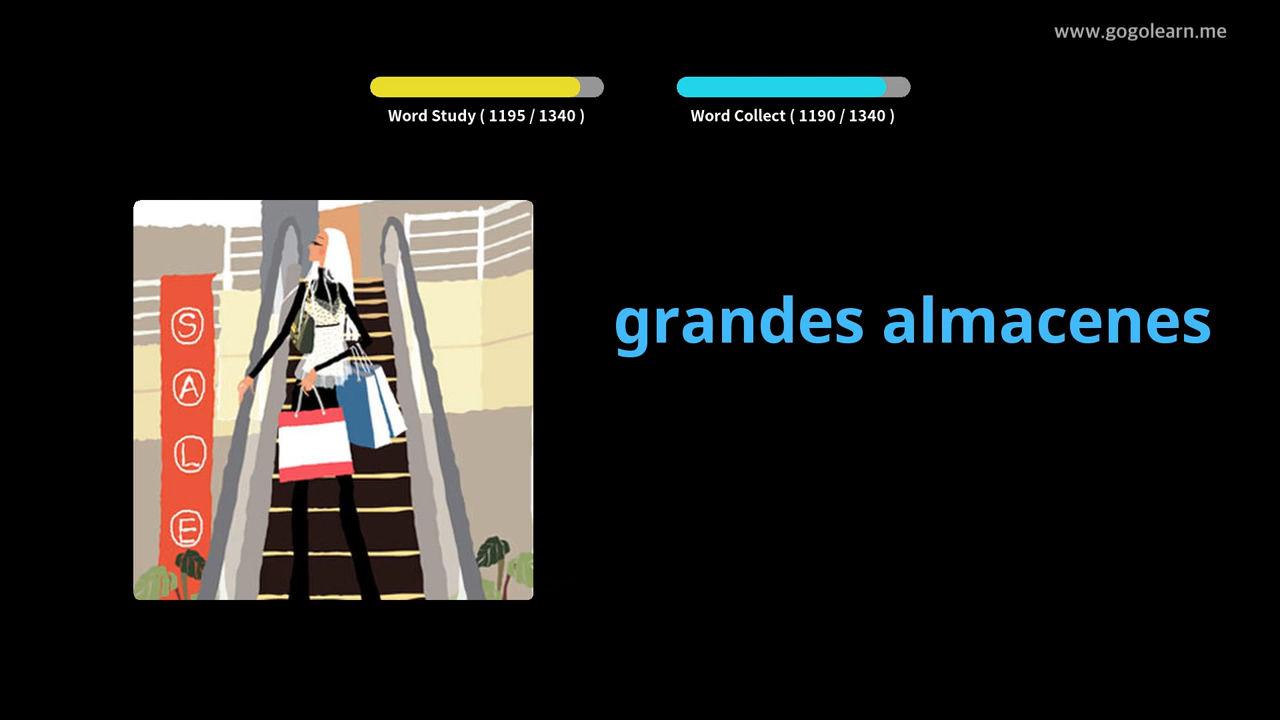 www.gogolearn.me
Word Study ( 1195 / 1340 )
Word Collect ( 1190 / 1340 )
grandes almacenes
S
A
L
E